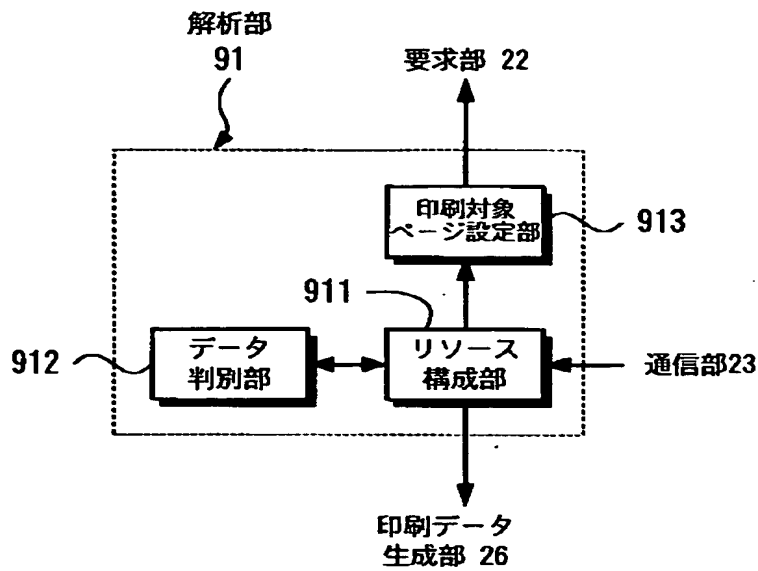 解析部
91
要求部 22
印刷対象
ページ設定部
913
911
912
データ
判別部
リソース
構成部
通信部23
印刷データ
生成部 26